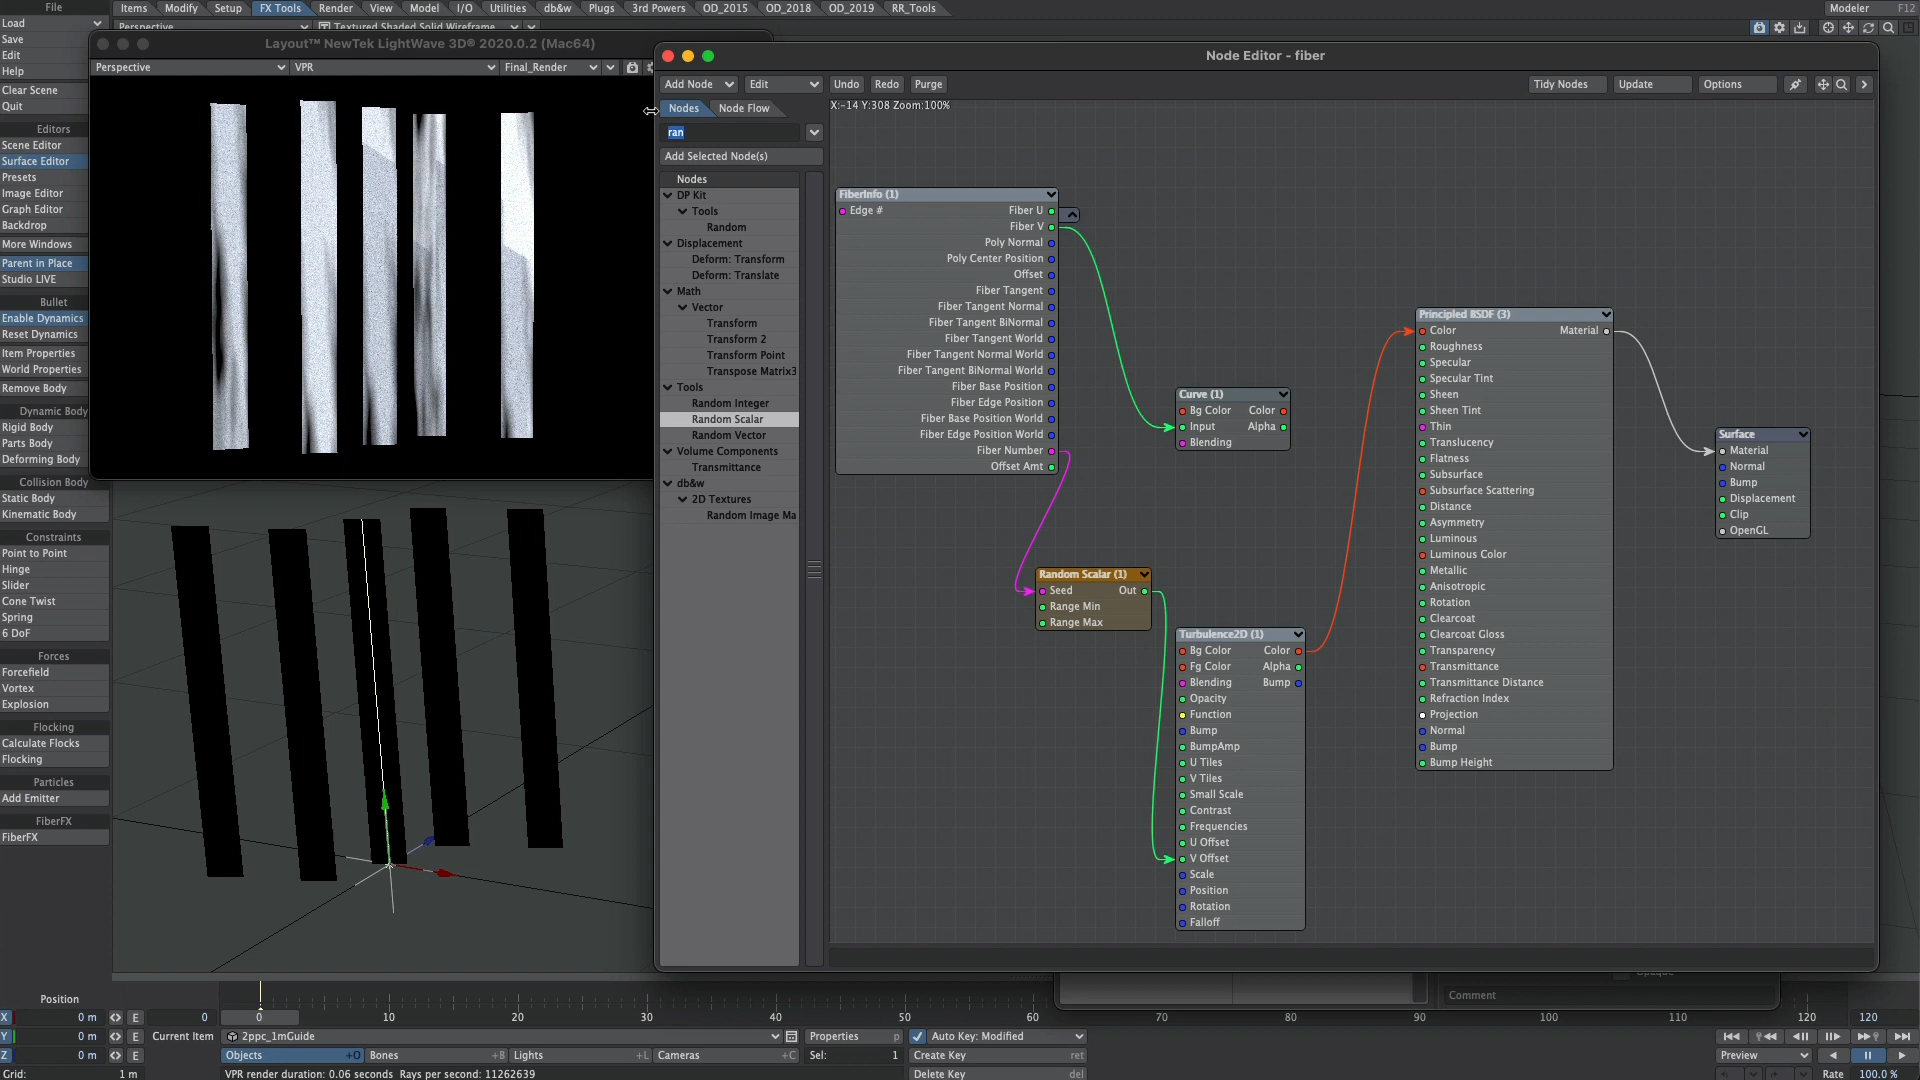 File
Items Modify Setup FX Tools Render View Model I/O Utilities db&w Plugs 3rd Powers OD_2015 OD_2018 OD_2019 RR_Tools
Modeler F12
Load
Perspective Textured Shaded Solid Wireframe
Save
Edit
Help
Clear Scene
Quit
Editors
Scene Editor
Surface Editor
Presets
Image Editor
Graph Editor
Backdrop
More Windows
Parent in Place
Studio LIVE
Bullet
Enable Dynamics
Reset Dynamics
Item Properties
World Properties
Remove Body
Dynamic Body
Rigid Body
Parts Body
Deforming Body
Collision Body
Static Body
Kinematic Body
Constraints
Point to Point
Hinge
Slider
Cone Twist
Spring
6 DoF
Forces
Forcefield
Vortex
Explosion
Flocking
Calculate Flocks
Flocking
Particles
Add Emitter
FiberFX
FiberFX
Layout™ NewTek LightWave 3D® 2020.0.2 (Mac64)
Perspective VPR Final_Render
Node Editor - fiber
Add Node Edit Undo Redo Purge Tidy Nodes Update Options
Nodes Node Flow
X:-14 Y:308 Zoom:100%
ran
Add Selected Node(s)
Nodes
DP Kit
Tools
Random
Displacement
Deform: Transform
Deform: Translate
Math
Vector
Transform
Transform 2
Transform Point
Transpose Matrix3
Tools
Random Integer
Random Scalar
Random Vector
Volume Components
Transmittance
db&w
2D Textures
Random Image Ma
FiberInfo (1)
Edge # Fiber U
Fiber V
Poly Normal
Poly Center Position
Offset
Fiber Tangent
Fiber Tangent Normal
Fiber Tangent BiNormal
Fiber Tangent World
Fiber Tangent Normal World
Fiber Tangent BiNormal World
Fiber Base Position
Fiber Edge Position
Fiber Base Position World
Fiber Edge Position World
Fiber Number
Offset Amt
Curve (1)
Bg Color Color
Input Alpha
Blending
Random Scalar (1)
Seed Out
Range Min
Range Max
Turbulence2D (1)
Bg Color Color
Fg Color Alpha
Blending Bump
Opacity
Function
Bump
BumpAmp
U Tiles
V Tiles
Small Scale
Contrast
Frequencies
U Offset
V Offset
Scale
Position
Rotation
Falloff
Principled BSDF (3)
Color Material
Roughness
Specular
Specular Tint
Sheen
Sheen Tint
Thin
Translucency
Flatness
Subsurface
Subsurface Scattering
Distance
Asymmetry
Luminous
Luminous Color
Metallic
Anisotropic
Rotation
Clearcoat
Clearcoat Gloss
Transparency
Transmittance
Transmittance Distance
Refraction Index
Projection
Normal
Bump
Bump Height
Surface
Material
Normal
Bump
Displacement
Clip
OpenGL
Opaque
Comment
Position
X 0 m E 0 0 10 20 30 40 50 60 70 80 90 100 110 120 120
Y 0 m E Current Item 2ppc_1mGuide Properties p Auto Key: Modified
Z 0 m E Objects +O Bones +B Lights +L Cameras +C Sel: 1 Create Key ret Preview
Grid: 1 m VPR render duration: 0.06 seconds Rays per second: 11262639 Delete Key del Rate 100.0 %